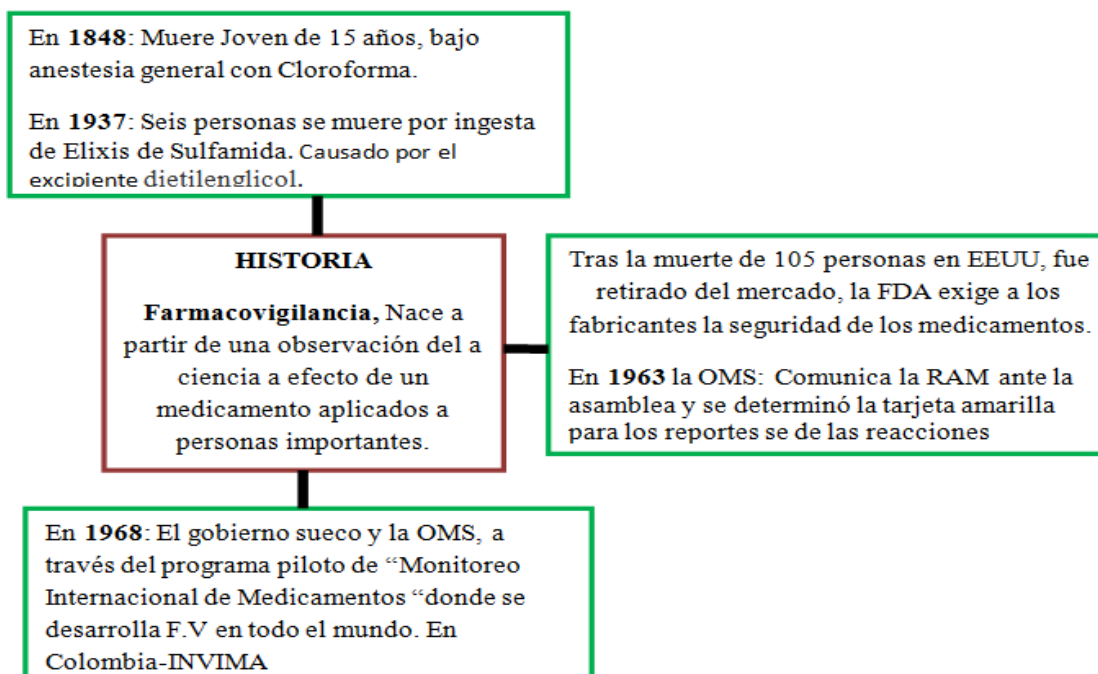 En 1848: Muere Joven de 15 años, bajo
anestesia general con Cloroforma.
En 1937: Seis personas se muere por ingesta
de Elixis de Sulfamida. Causado por el
excipiente dietilenglicol.
HISTORIA
Farmacovigilancia, Nace a
partir de una observación del a
ciencia a efecto de un
medicamento aplicados a
personas importantes.
Tras la muerte de 105 personas en EEUU, fue
retirado del mercado, la FDA exige a los
fabricantes la seguridad de los medicamentos.
En 1963 la OMS: Comunica la RAM ante la
asamblea y se determinó la tarjeta amarilla
para los reportes se de las reacciones
En 1968: El gobierno sueco y la OMS, a
través del programa piloto de “Monitoreo
Internacional de Medicamentos “donde se
desarrolla F.V en todo el mundo. En
Colombia-INVIMA